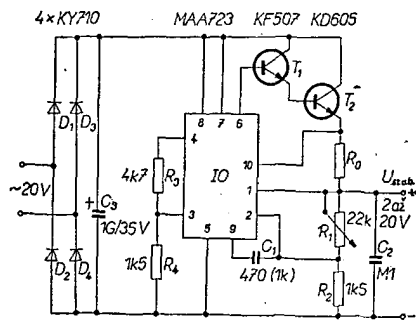 4×KY710 MAA723 KF507 KD605
T1
T2
D1 D3
8 7 6
4
10
R0
4k7 R3
IO
1
Ustab.
+
~20V
C3
1G/35V
3
2
2až
20V
22k
R1
5 9
C1
C2
D2 D4
1k5 R4
470 (1k)
R2 1k5
M1
-